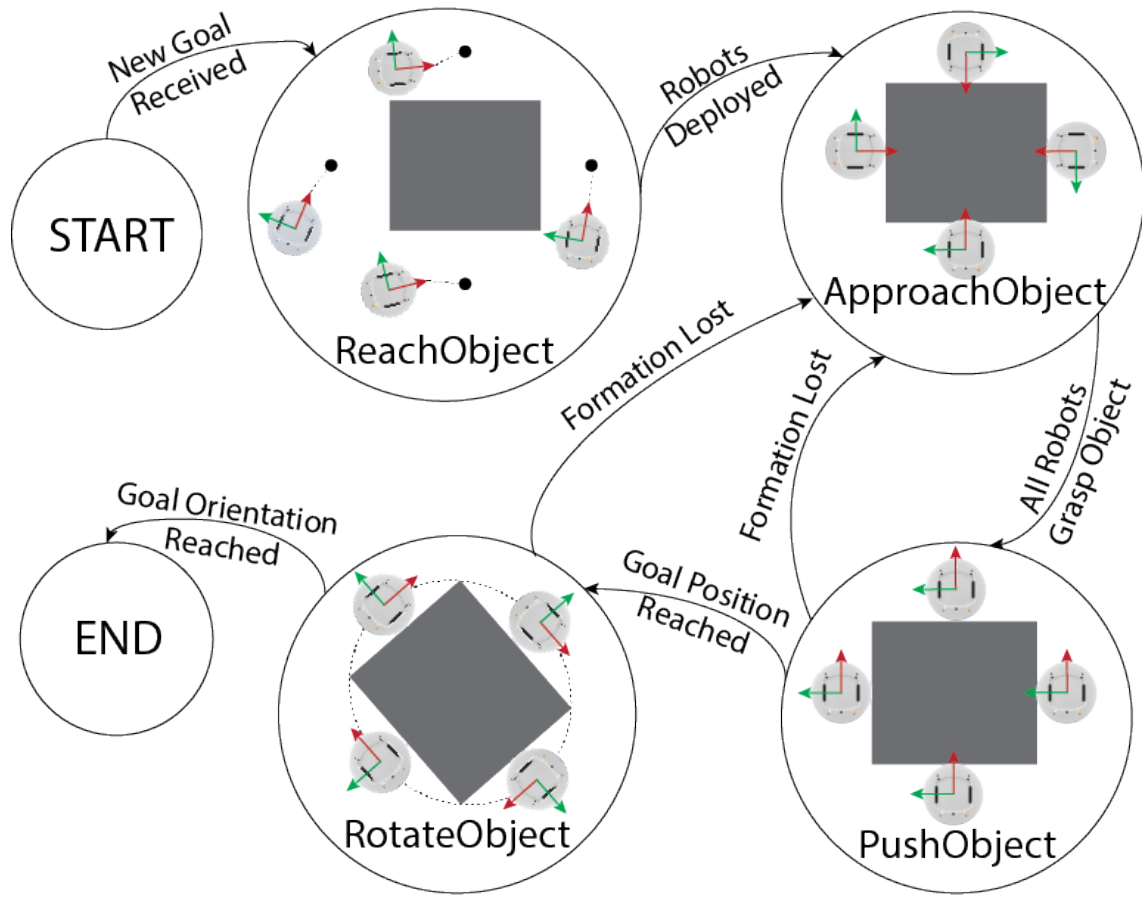 New Goal
Received
START
ReachObject
Robots
Deployed
ApproachObject
Formation Lost
Formation Lost
All Robots
Grasp Object
Goal Orientation
Reached
END
Goal Position
Reached
RotateObject
PushObject